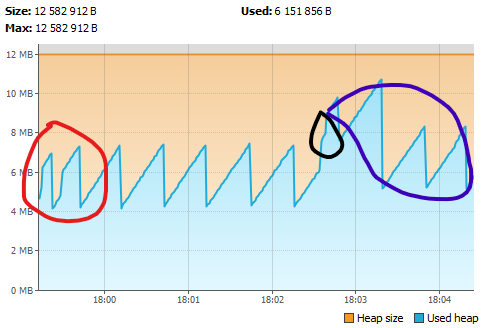 Size: 12 582 912 B
Used: 6 151 856 B
Max: 12 582 912 B
12 MB
10 MB
8 MB
6 MB
4 MB
2 MB
0 MB
18:00
18:01
18:02
18:03
18:04
Heap size
Used heap